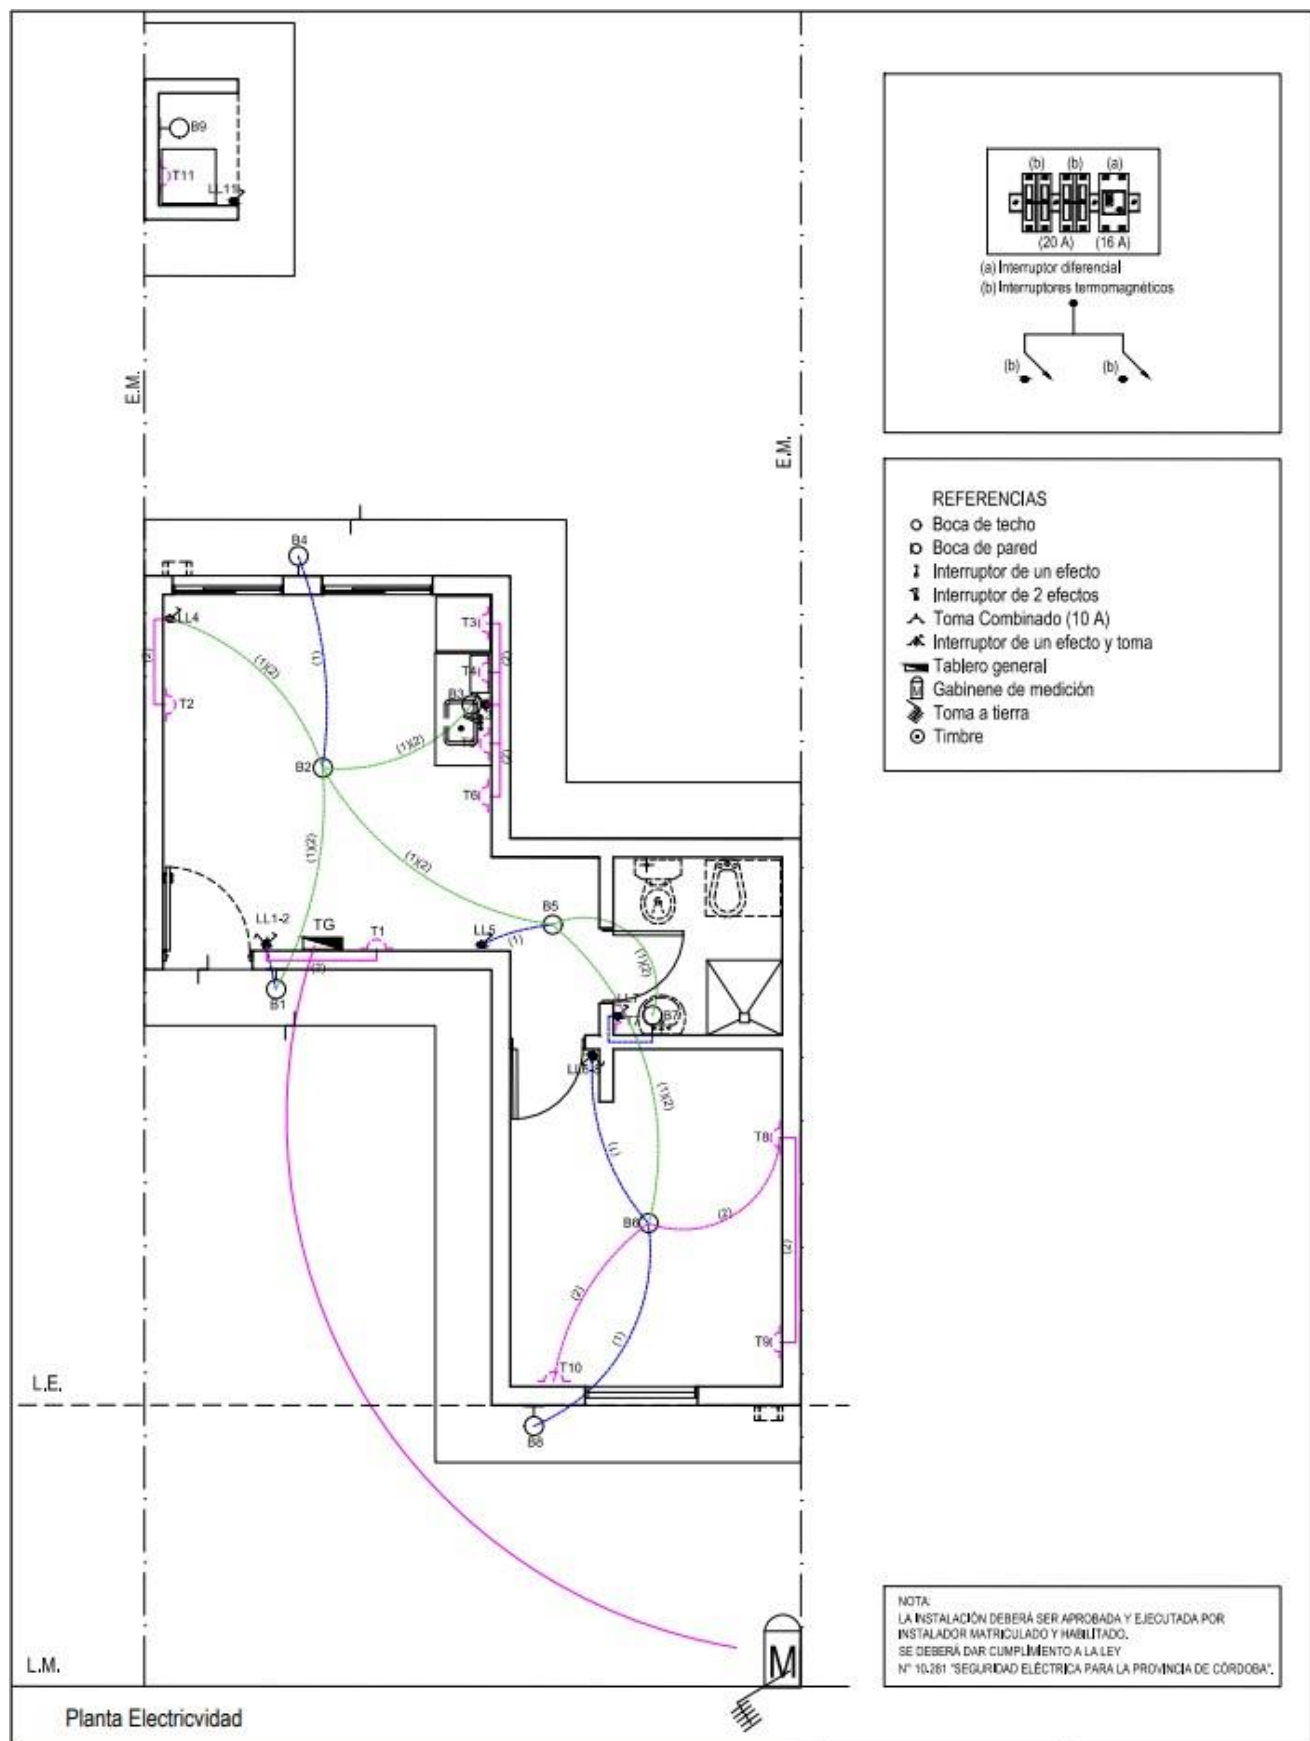 B9
T11
LL11
E.M.
E.M.
(b) (b) (a)
(20 A) (16 A)
(a) Interruptor diferencial
(b) Interruptores termomagnéticos
(b) (b)
REFERENCIAS
Boca de techo
Boca de pared
Interruptor de un efecto
Interruptor de 2 efectos
Toma Combinado (10 A)
Interruptor de un efecto y toma
Tablero general
M Gabinene de medición
Toma a tierra
Timbre
B4
LL4
T3
(2)
(1)(2)
(1)
(2)
T4
T2
B3
(1)(2)
(2)
B2
T6
(1)(2)
(1)(2)
B5
LL1-2
TG
T1
LL5
(1)
(2)
(1)(2)
B1
LL7
B7
(1)(2)
T8
(1)
B6
(2)
(2)
(2)
(1)
T9
T10
B8
L.E.
L.M.
M
NOTA:
LA INSTALACIÓN DEBERÁ SER APROBADA Y EJECUTADA POR
INSTALADOR MATRICULADO Y HABILITADO.
SE DEBERÁ DAR CUMPLIMIENTO A LA LEY
N° 10.281 "SEGURIDAD ELÉCTRICA PARA LA PROVINCIA DE CÓRDOBA".
Planta Electricvidad